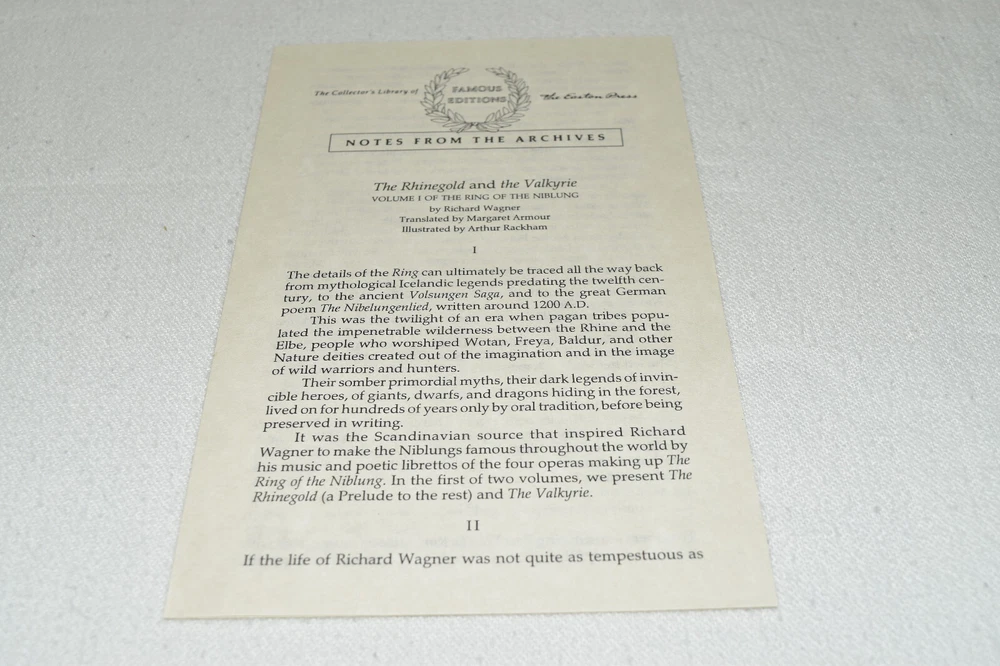 The Collector's Library of
FAMOUS
EDITIONS
The Easton Press
NOTES FROM THE ARCHIVES
The Rhinegold and the Valkyrie
VOLUME I OF THE RING OF THE NIBLUNG
by Richard Wagner
Translated by Margaret Armour
Illustrated by Arthur Rackham
I
The details of the Ring can ultimately be traced all the way back
from mythological Icelandic legends predating the twelfth cen-
tury, to the ancient Volsungen Saga, and to the great German
poem The Nibelungenlied, written around 1200 A.D.
This was the twilight of an era when pagan tribes popu-
lated the impenetrable wilderness between the Rhine and the
Elbe, people who worshiped Wotan, Freya, Baldur, and other
Nature deities created out of the imagination and in the image
of wild warriors and hunters.
Their somber primordial myths, their dark legends of invin-
cible heroes, of giants, dwarfs, and dragons hiding in the forest,
lived on for hundreds of years only by oral tradition, before being
preserved in writing.
It was the Scandinavian source that inspired Richard
Wagner to make the Niblungs famous throughout the world by
his music and poetic librettos of the four operas making up The
Ring of the Niblung. In the first of two volumes, we present The
Rhinegold (a Prelude to the rest) and The Valkyrie.
II
If the life of Richard Wagner was not quite as tempestuous as